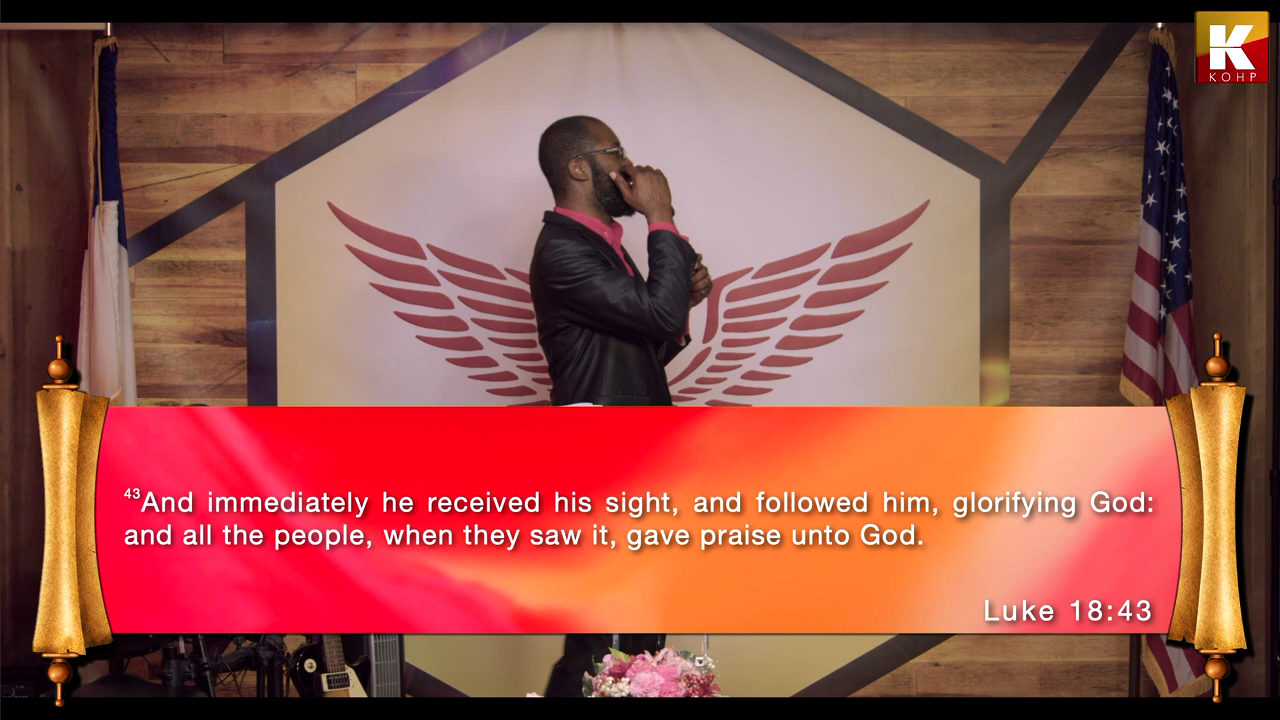 K
KOHP
43And immediately he received his sight, and followed him, glorifying God:
and all the people, when they saw it, gave praise unto God.
Luke 18:43